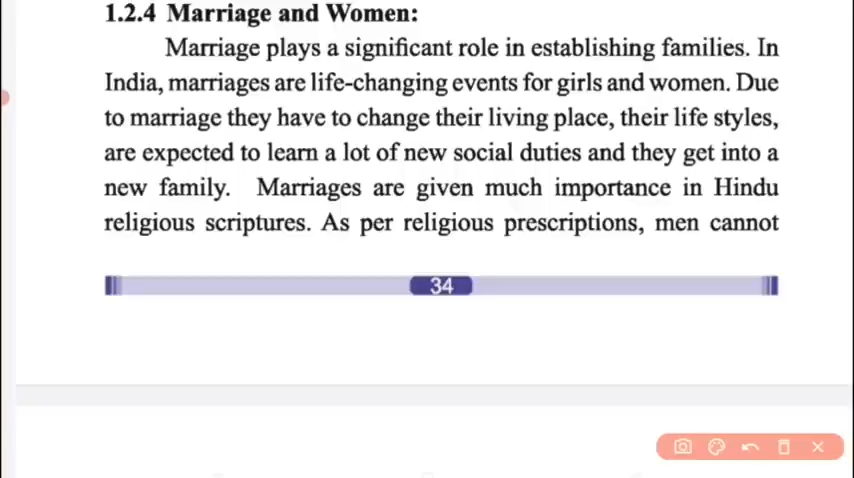 1.2.4 Marriage and Women:
Marriage plays a significant role in establishing families. In
India, marriages are life-changing events for girls and women. Due
to marriage they have to change their living place, their life styles,
are expected to learn a lot of new social duties and they get into a
new family. Marriages are given much importance in Hindu
religious scriptures. As per religious prescriptions, men cannot
34